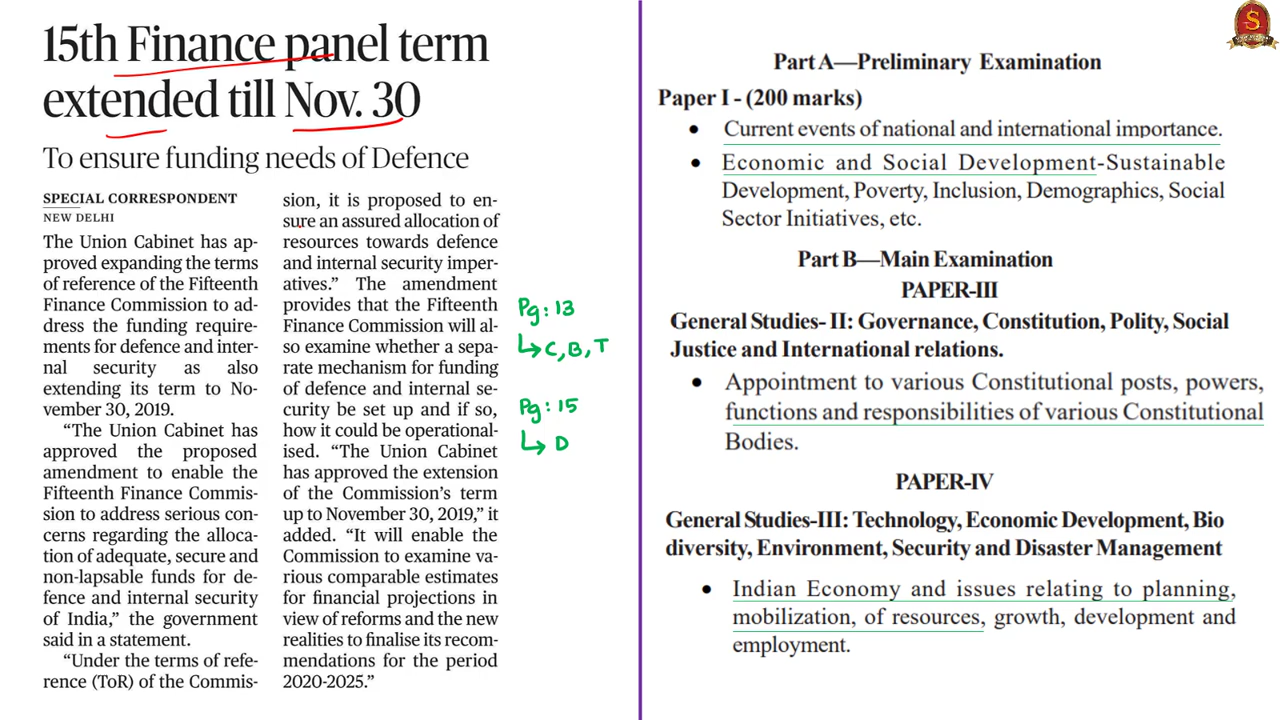 15th Finance panel term
extended till Nov. 30
To ensure funding needs of Defence
SPECIAL CORRESPONDENT
NEW DELHI
The Union Cabinet has ap-
proved expanding the terms
of reference of the Fifteenth
Finance Commission to ad-
dress the funding require-
ments for defence and inter-
nal security as also
extending its term to No-
vember 30, 2019.
“The Union Cabinet has
approved the proposed
amendment to enable the
Fifteenth Finance Commis-
sion to address serious con-
cerns regarding the alloca-
tion of adequate, secure and
non-lapsable funds for de-
fence and internal security
of India,” the government
said in a statement.
“Under the terms of refe-
rence (ToR) of the Commis-
sion, it is proposed to en-
sure an assured allocation of
resources towards defence
and internal security imper-
atives.” The amendment
provides that the Fifteenth
Finance Commission will al-
so examine whether a sepa-
rate mechanism for funding
of defence and internal se-
curity be set up and if so,
how it could be operational-
ised. “The Union Cabinet
has approved the extension
of the Commission’s term
up to November 30, 2019,” it
added. “It will enable the
Commission to examine va-
rious comparable estimates
for financial projections in
view of reforms and the new
realities to finalise its recom-
mendations for the period
2020-2025.”
Pg: 13
↳ C, B, T
Pg: 15
↳ D
Part A—Preliminary Examination
Paper I - (200 marks)
• Current events of national and international importance.
• Economic and Social Development-Sustainable
Development, Poverty, Inclusion, Demographics, Social
Sector Initiatives, etc.
Part B—Main Examination
PAPER-III
General Studies- II: Governance, Constitution, Polity, Social
Justice and International relations.
• Appointment to various Constitutional posts, powers,
functions and responsibilities of various Constitutional
Bodies.
PAPER-IV
General Studies-III: Technology, Economic Development, Bio
diversity, Environment, Security and Disaster Management
• Indian Economy and issues relating to planning,
mobilization, of resources, growth, development and
employment.
S